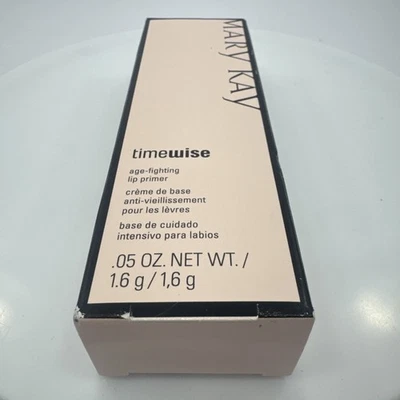 MARY KAY
timewise
age-fighting
lip primer
crème de base
anti-vieillissement
pour les lèvres
base de cuidado
intensivo para labios
.05 OZ. NET WT. /
1.6 g / 1,6 g